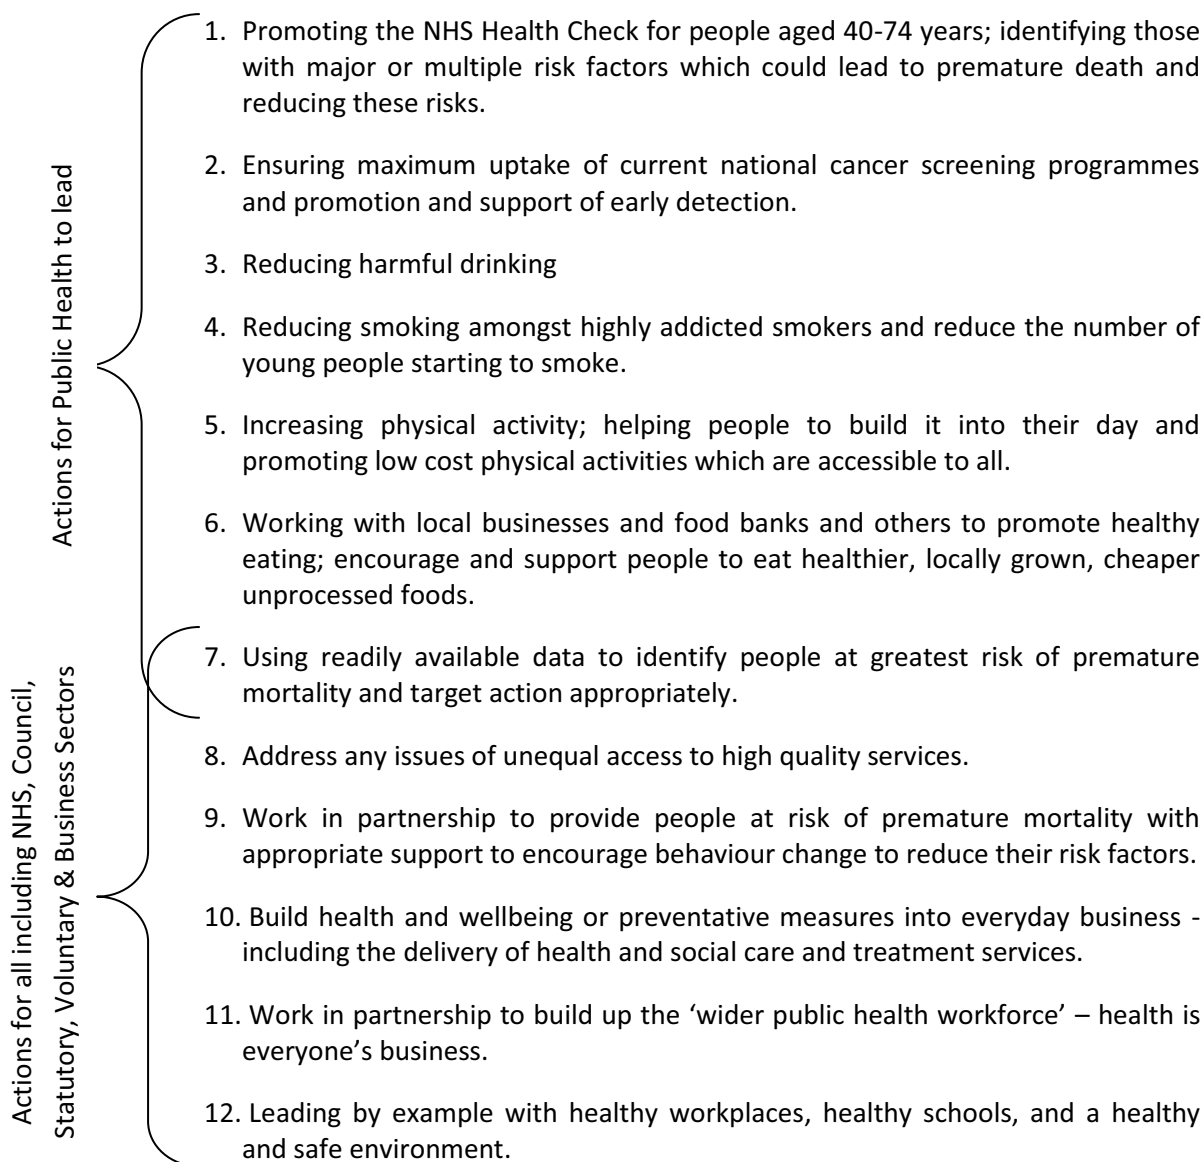 1. Promoting the NHS Health Check for people aged 40-74 years; identifying those
with major or multiple risk factors which could lead to premature death and
reducing these risks.
2. Ensuring maximum uptake of current national cancer screening programmes
and promotion and support of early detection.
3. Reducing harmful drinking
4. Reducing smoking amongst highly addicted smokers and reduce the number of
young people starting to smoke.
5. Increasing physical activity; helping people to build it into their day and
promoting low cost physical activities which are accessible to all.
6. Working with local businesses and food banks and others to promote healthy
eating; encourage and support people to eat healthier, locally grown, cheaper
unprocessed foods.
Actions for Public Health to lead
7. Using readily available data to identify people at greatest risk of premature
mortality and target action appropriately.
8. Address any issues of unequal access to high quality services.
9. Work in partnership to provide people at risk of premature mortality with
appropriate support to encourage behaviour change to reduce their risk factors.
10. Build health and wellbeing or preventative measures into everyday business -
including the delivery of health and social care and treatment services.
11. Work in partnership to build up the ‘wider public health workforce’ – health is
everyone’s business.
12. Leading by example with healthy workplaces, healthy schools, and a healthy
and safe environment.
Actions for all including NHS, Council,
Statutory, Voluntary & Business Sectors